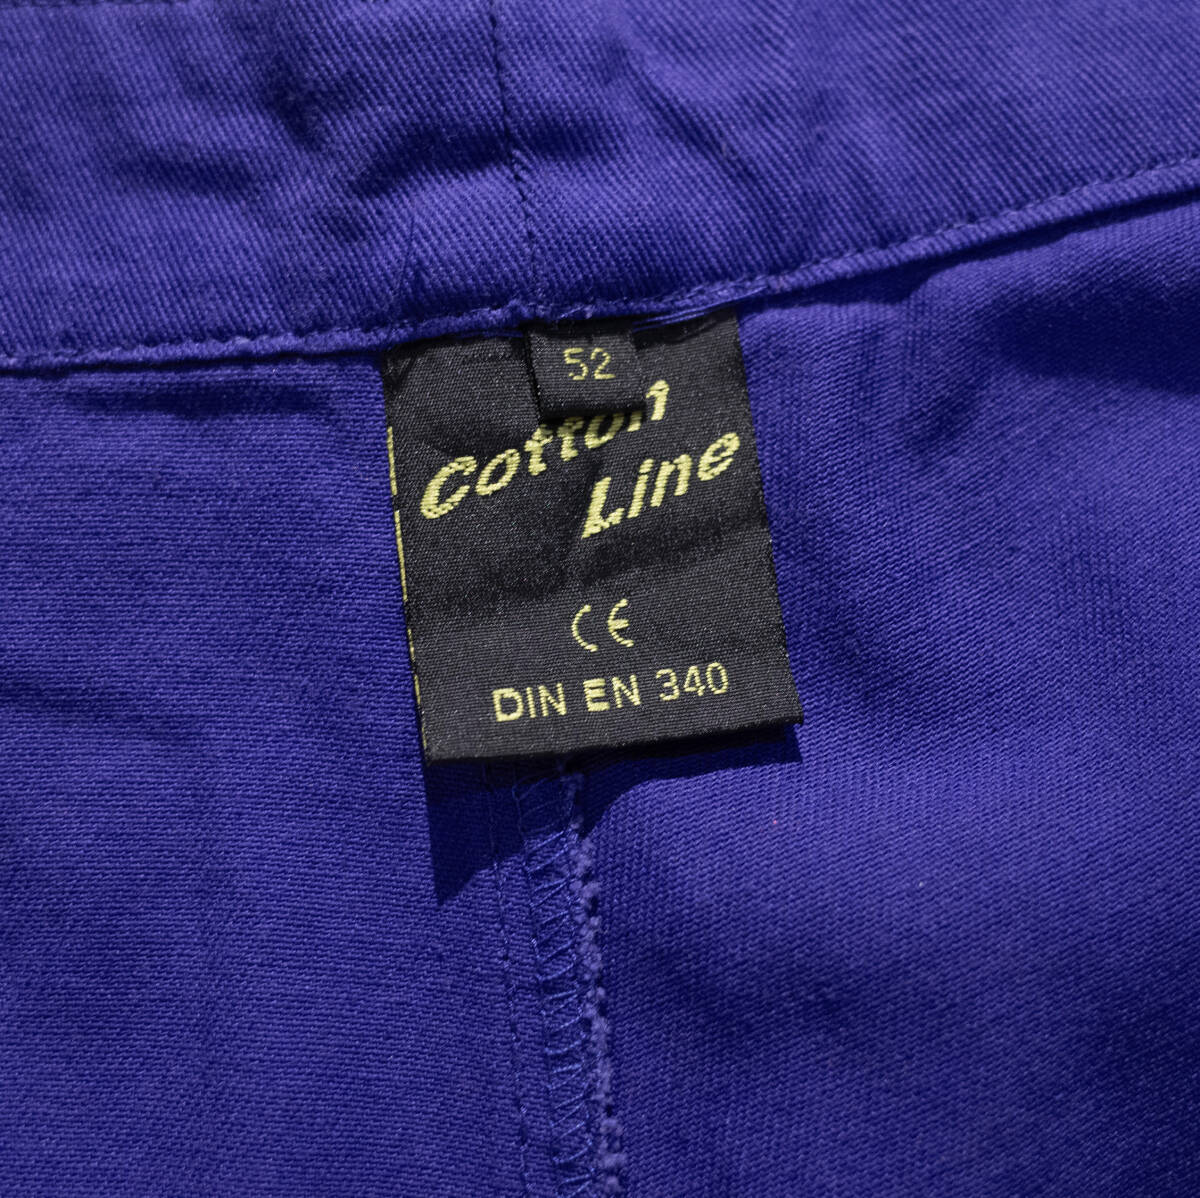 52
Cotton
Line
CE
DIN EN 340